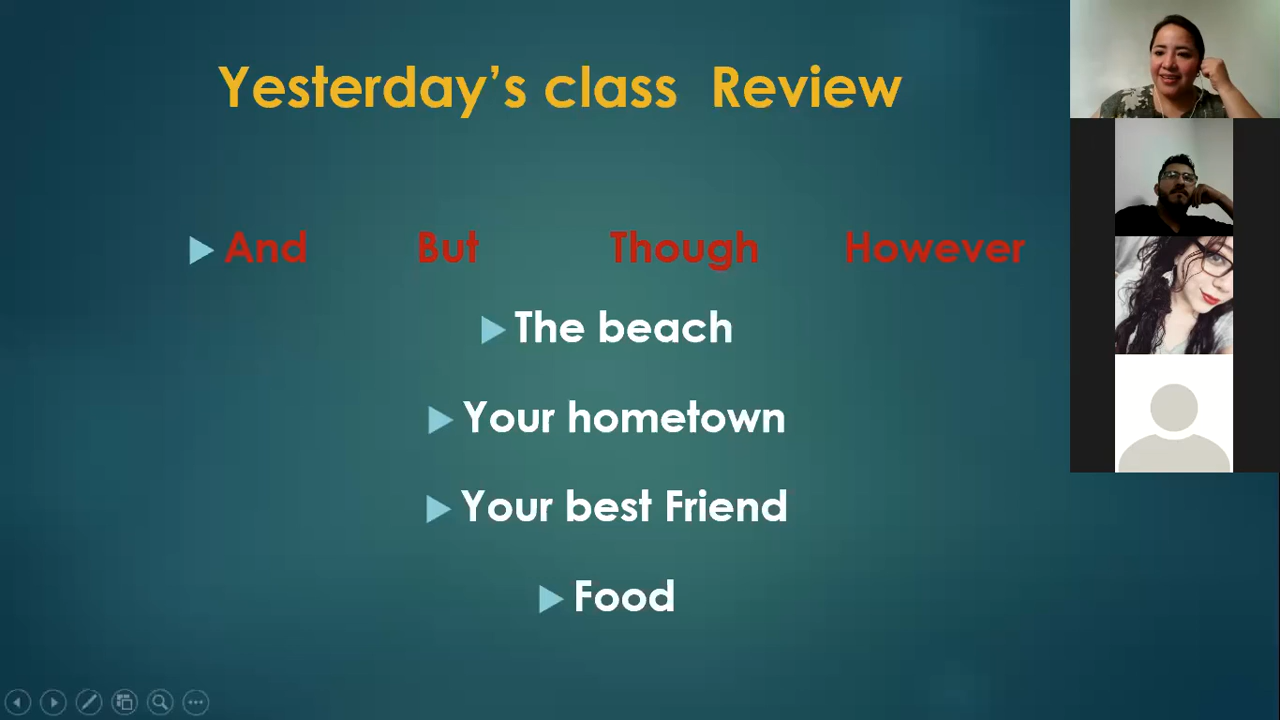 Yesterday’s class Review
And But Though However
The beach
Your hometown
Your best Friend
Food